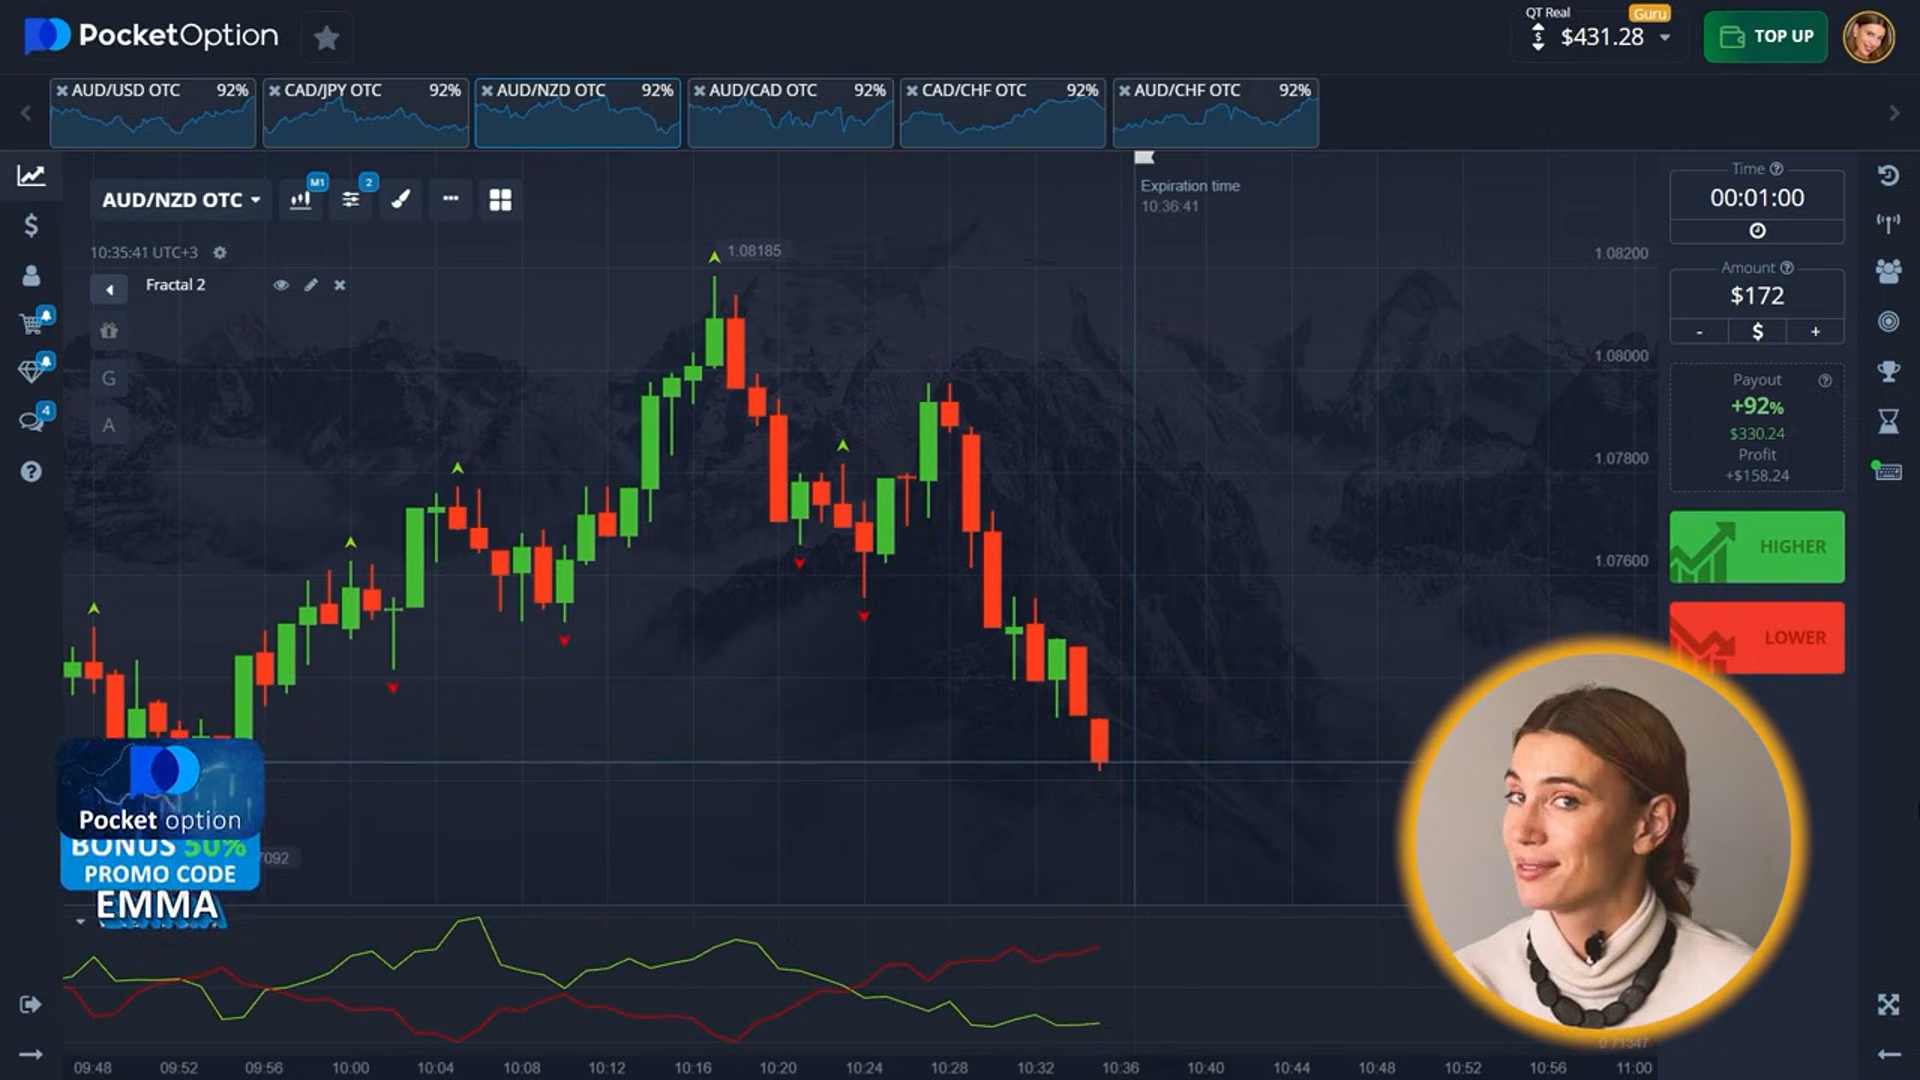 PocketOption
QT Real
Guru
$431.28
TOP UP
AUD/USD OTC 92%
CAD/JPY OTC 92%
AUD/NZD OTC 92%
AUD/CAD OTC 92%
CAD/CHF OTC 92%
AUD/CHF OTC 92%
AUD/NZD OTC
M1
2
10:35:41 UTC+3
Fractal 2
G
A
4
1.08185
Expiration time
10:36:41
1.08200
1.08000
1.07800
1.07600
Time
00:01:00
Amount
$172
- $ +
Payout
+92%
$330.24
Profit
+$158.24
HIGHER
LOWER
Pocket option
BONUS 50%
PROMO CODE
EMMA
7092
0.71347
09:48 09:52 09:56 10:00 10:04 10:08 10:12 10:16 10:20 10:24 10:28 10:32 10:36 10:40 10:44 10:48 10:52 10:56 11:00